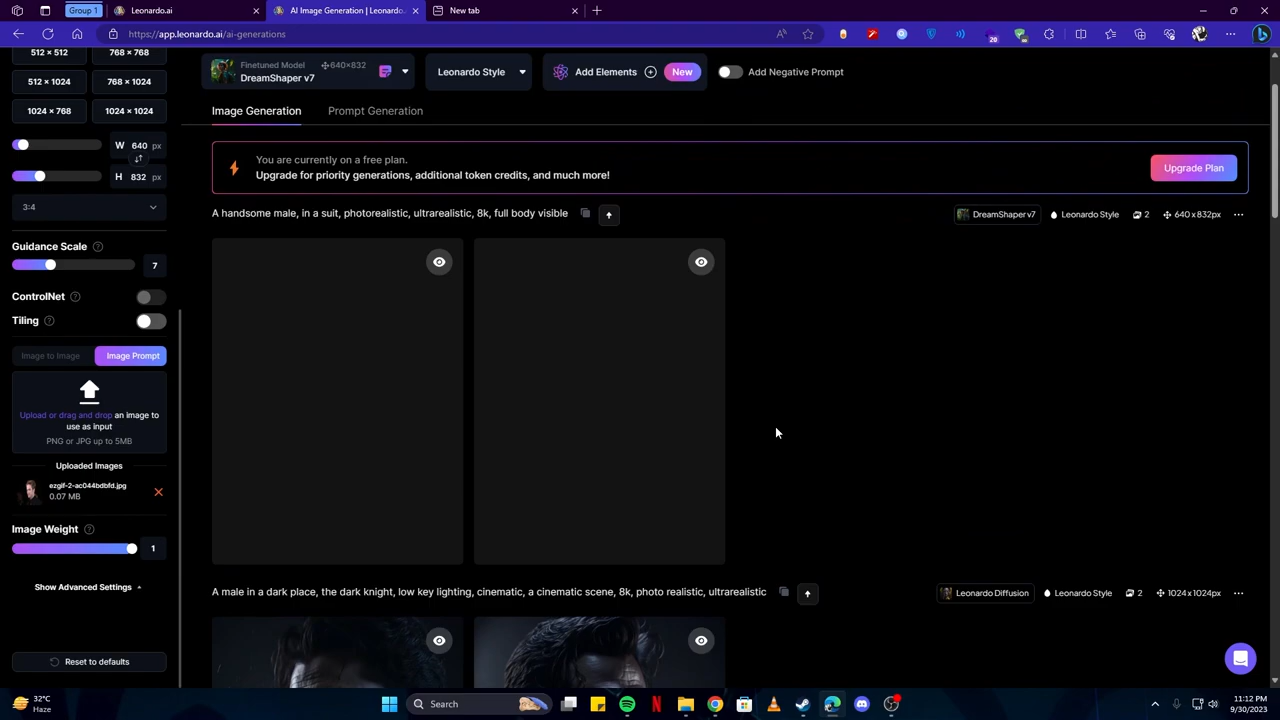 Group 1
Leonardo.ai
AI Image Generation | Leonardo.
New tab
https://app.leonardo.ai/ai-generations
20
512 × 512
768 × 768
512 × 1024
768 × 1024
1024 × 768
1024 × 1024
W 640 px
H 832 px
3:4
Guidance Scale
7
ControlNet
Tiling
Image to Image
Image Prompt
Upload or drag and drop an image to
use as input
PNG or JPG up to 5MB
Uploaded Images
ezgif-2-ac044bdbfd.jpg
0.07 MB
Image Weight
1
Show Advanced Settings
Reset to defaults
Finetuned Model
640×832
DreamShaper v7
Leonardo Style
Add Elements
New
Add Negative Prompt
Image Generation
Prompt Generation
You are currently on a free plan.
Upgrade for priority generations, additional token credits, and much more!
Upgrade Plan
A handsome male, in a suit, photorealistic, ultrarealistic, 8k, full body visible
DreamShaper v7
Leonardo Style
2
640 x 832px
A male in a dark place, the dark knight, low key lighting, cinematic, a cinematic scene, 8k, photo realistic, ultrarealistic
Leonardo Diffusion
Leonardo Style
2
1024x1024px
32°C
Haze
Search
11:12 PM
9/30/2023